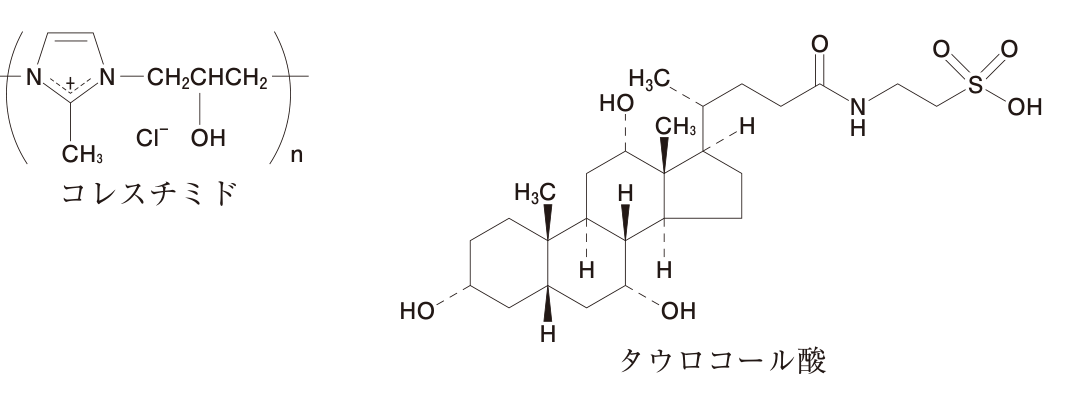 N + N CH₂CHCH₂
CH₃ Cl⁻ OH n
コレスチミド
O O O
H₃C S OH
HO N H
CH₃ H
H₃C H
H H
HO OH
H
タウロコール酸